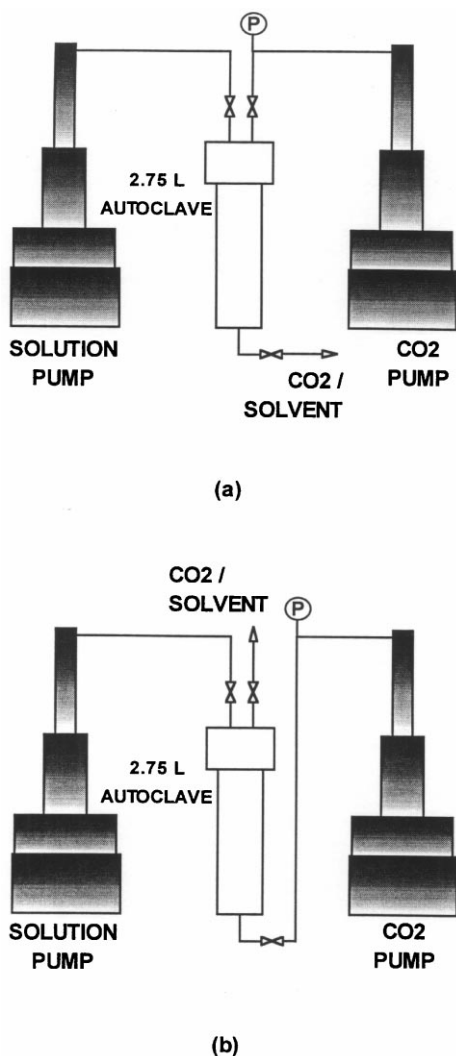 P
2.75 L
AUTOCLAVE
SOLUTION
PUMP
CO2
PUMP
CO2 /
SOLVENT
(a)
CO2 /
SOLVENT
P
2.75 L
AUTOCLAVE
SOLUTION
PUMP
CO2
PUMP
(b)